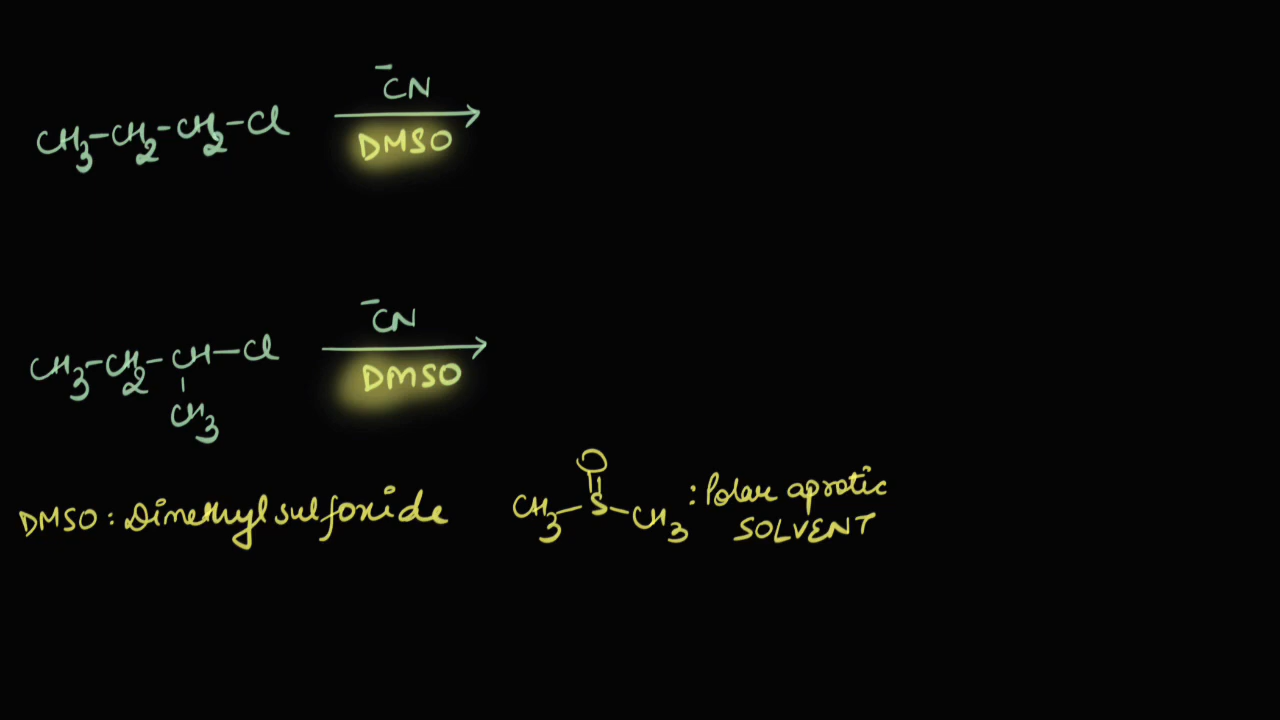 ⁻CN
CH₃-CH₂-CH₂-Cl
DMSO
⁻CN
CH₃-CH₂-CH-Cl
DMSO
CH₃
O
DMSO : Dimethyl sulfoxide CH₃-S-CH₃ : Polar aprotic
SOLVENT